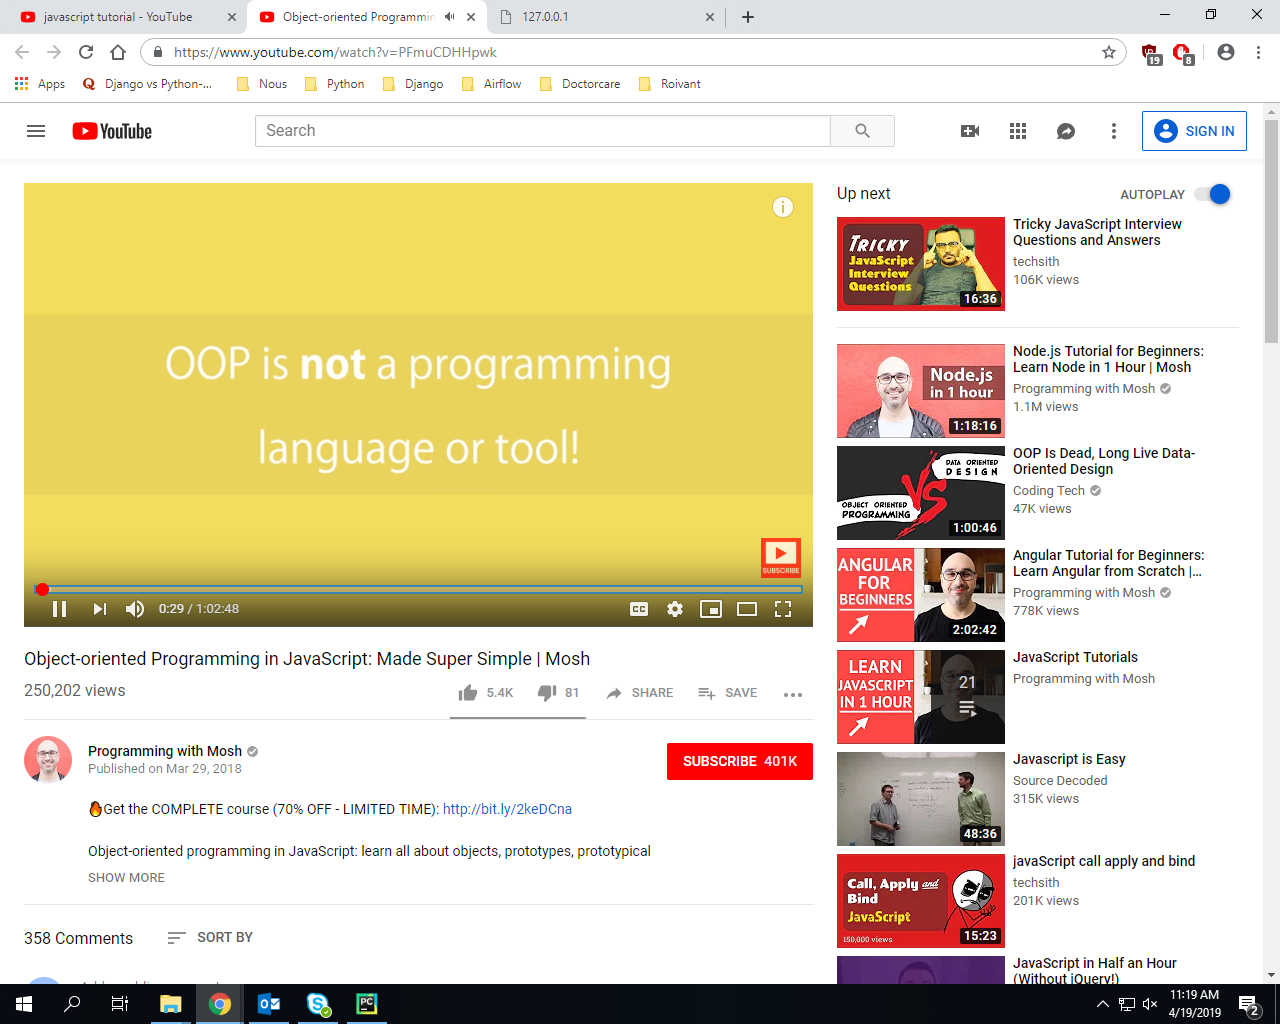 javascript tutorial - YouTube
Object-oriented Programmin
127.0.0.1
https://www.youtube.com/watch?v=PFmuCDHHpwk
19
8
Apps
Django vs Python-...
Nous
Python
Django
Airflow
Doctorcare
Roivant
YouTube
Search
SIGN IN
OOP is not a programming
language or tool!
SUBSCRIBE
0:29 / 1:02:48
CC
Object-oriented Programming in JavaScript: Made Super Simple | Mosh
250,202 views
5.4K
81
SHARE
SAVE
Programming with Mosh
Published on Mar 29, 2018
SUBSCRIBE 401K
Get the COMPLETE course (70% OFF - LIMITED TIME): http://bit.ly/2keDCna
Object-oriented programming in JavaScript: learn all about objects, prototypes, prototypical
SHOW MORE
358 Comments
SORT BY
Up next
AUTOPLAY
TRICKY
JavaScript
Interview
Questions
16:36
Tricky JavaScript Interview
Questions and Answers
techsith
106K views
Node.js
in 1 hour
1:18:16
Node.js Tutorial for Beginners:
Learn Node in 1 Hour | Mosh
Programming with Mosh
1.1M views
DATA ORIENTED
DESIGN
VS
OBJECT ORIENTED
PROGRAMMING
1:00:46
OOP Is Dead, Long Live Data-
Oriented Design
Coding Tech
47K views
ANGULAR
FOR
BEGINNERS
2:02:42
Angular Tutorial for Beginners:
Learn Angular from Scratch |...
Programming with Mosh
778K views
LEARN
JAVASCRIPT
IN 1 HOUR
21
JavaScript Tutorials
Programming with Mosh
48:36
Javascript is Easy
Source Decoded
315K views
Call, Apply and
Bind
JavaScript
150,000 views
15:23
javaScript call apply and bind
techsith
201K views
JavaScript in Half an Hour
(Without jQuery!)
PC
11:19 AM
4/19/2019
2